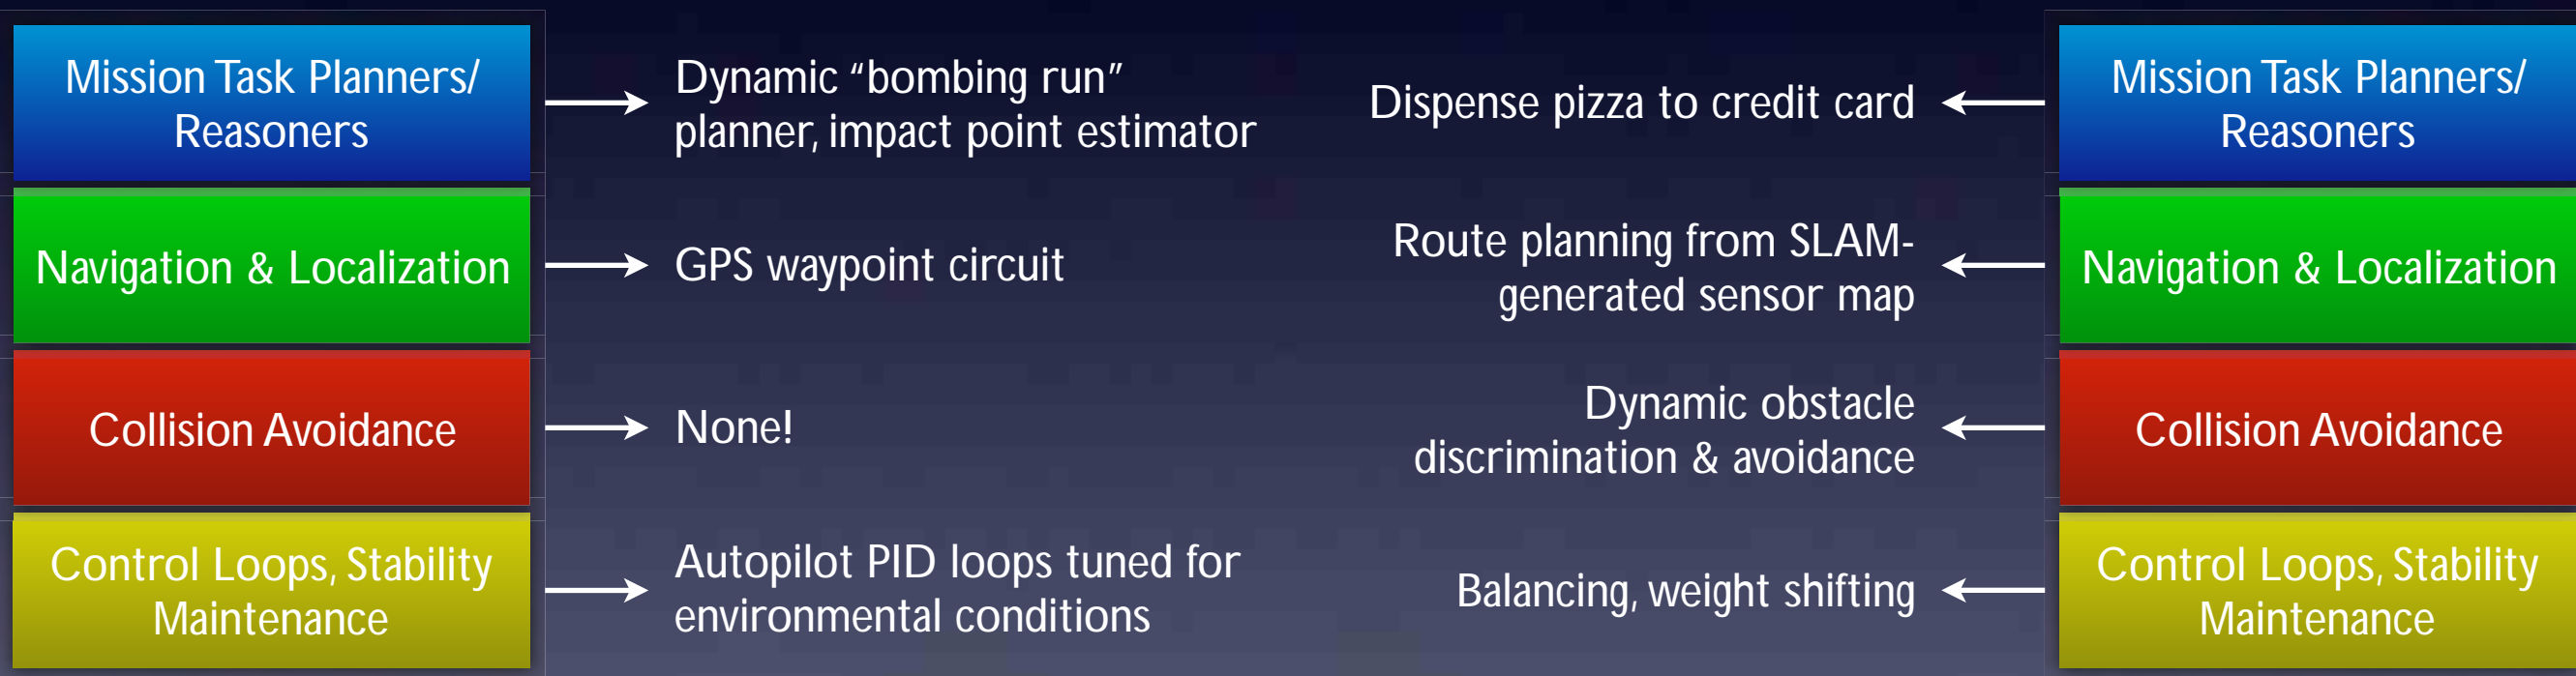 Mission Task Planners/
Reasoners
Dynamic “bombing run”
planner, impact point estimator
Dispense pizza to credit card
Mission Task Planners/
Reasoners
Navigation & Localization
GPS waypoint circuit
Route planning from SLAM-
generated sensor map
Navigation & Localization
Collision Avoidance
None!
Dynamic obstacle
discrimination & avoidance
Collision Avoidance
Control Loops, Stability
Maintenance
Autopilot PID loops tuned for
environmental conditions
Balancing, weight shifting
Control Loops, Stability
Maintenance